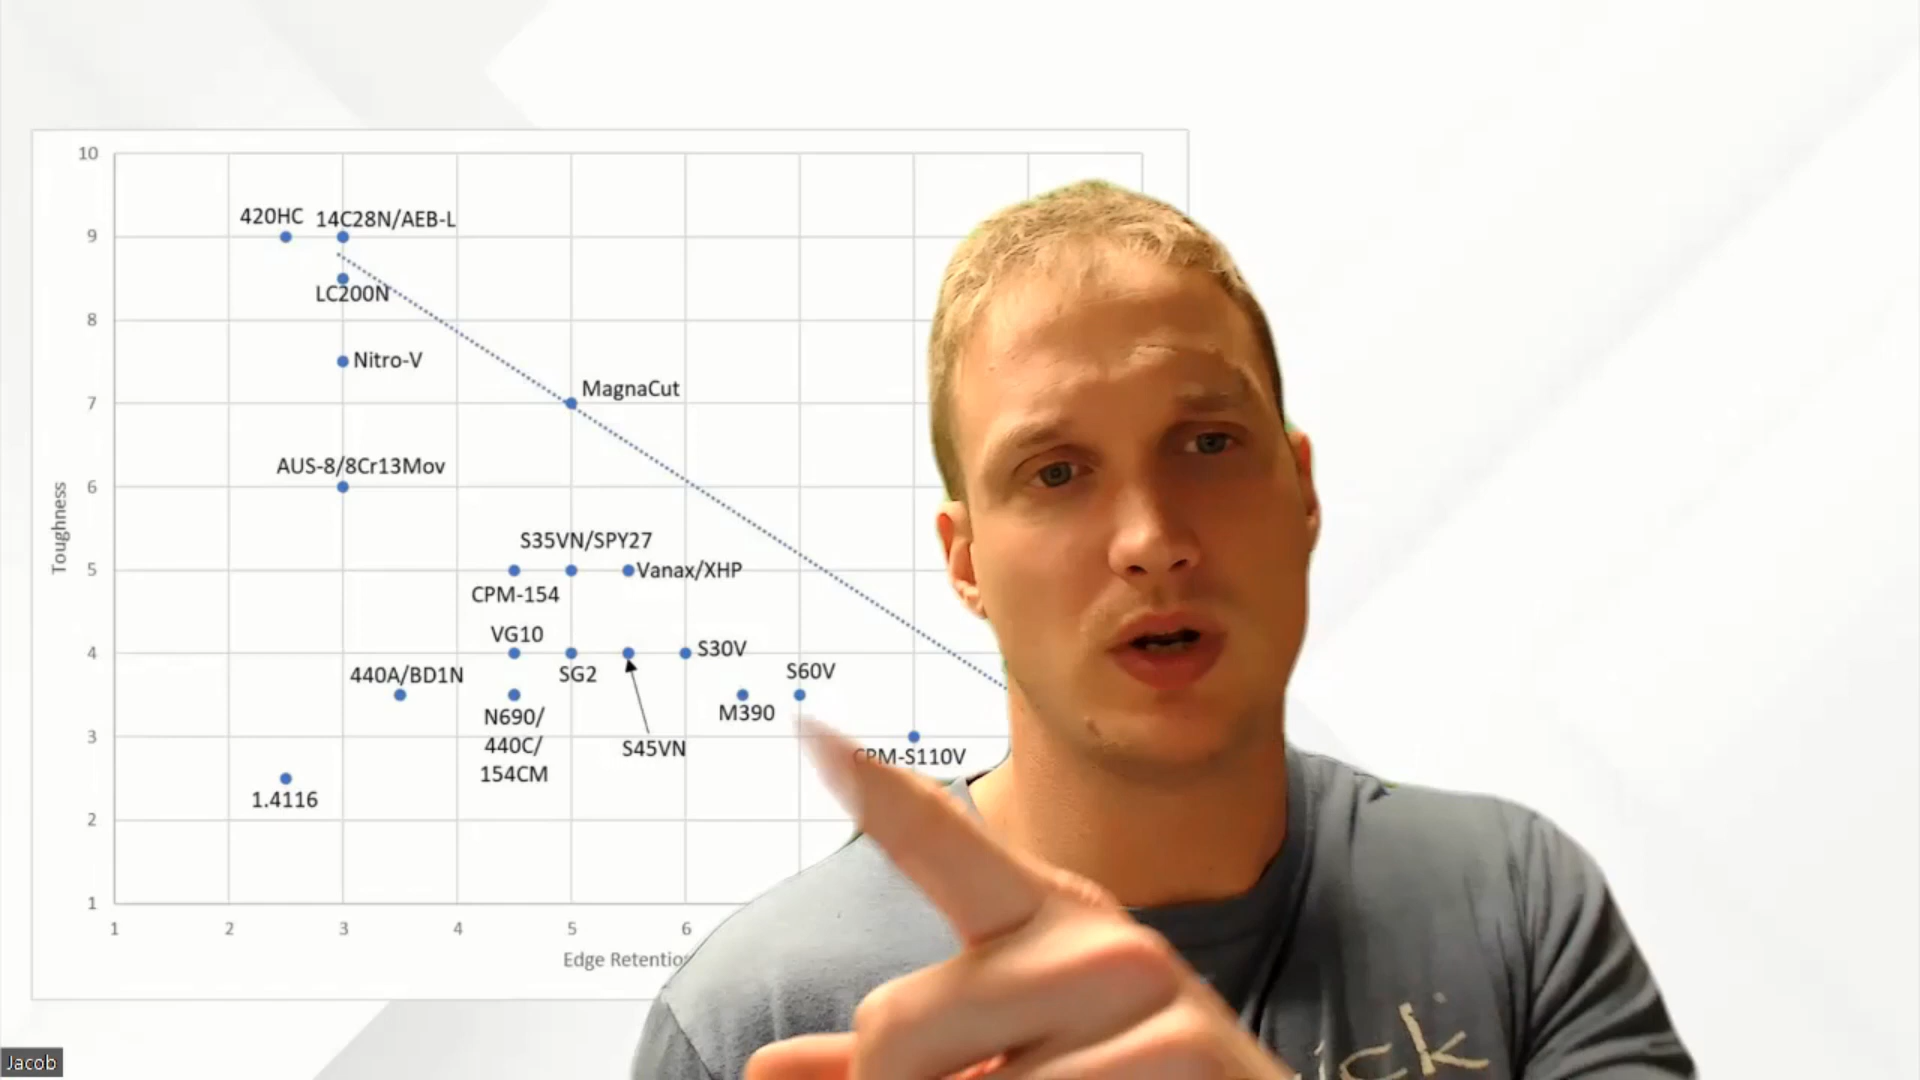 10
9
8
7
6
5
4
3
2
1
Toughness
420HC
14C28N/AEB-L
LC200N
Nitro-V
MagnaCut
AUS-8/8Cr13Mov
S35VN/SPY27
Vanax/XHP
CPM-154
VG10
S30V
440A/BD1N
SG2
S60V
N690/
440C/
154CM
M390
S45VN
CPM-S110V
1.4116
1 2 3 4 5 6
Edge Retentio
ick
Jacob